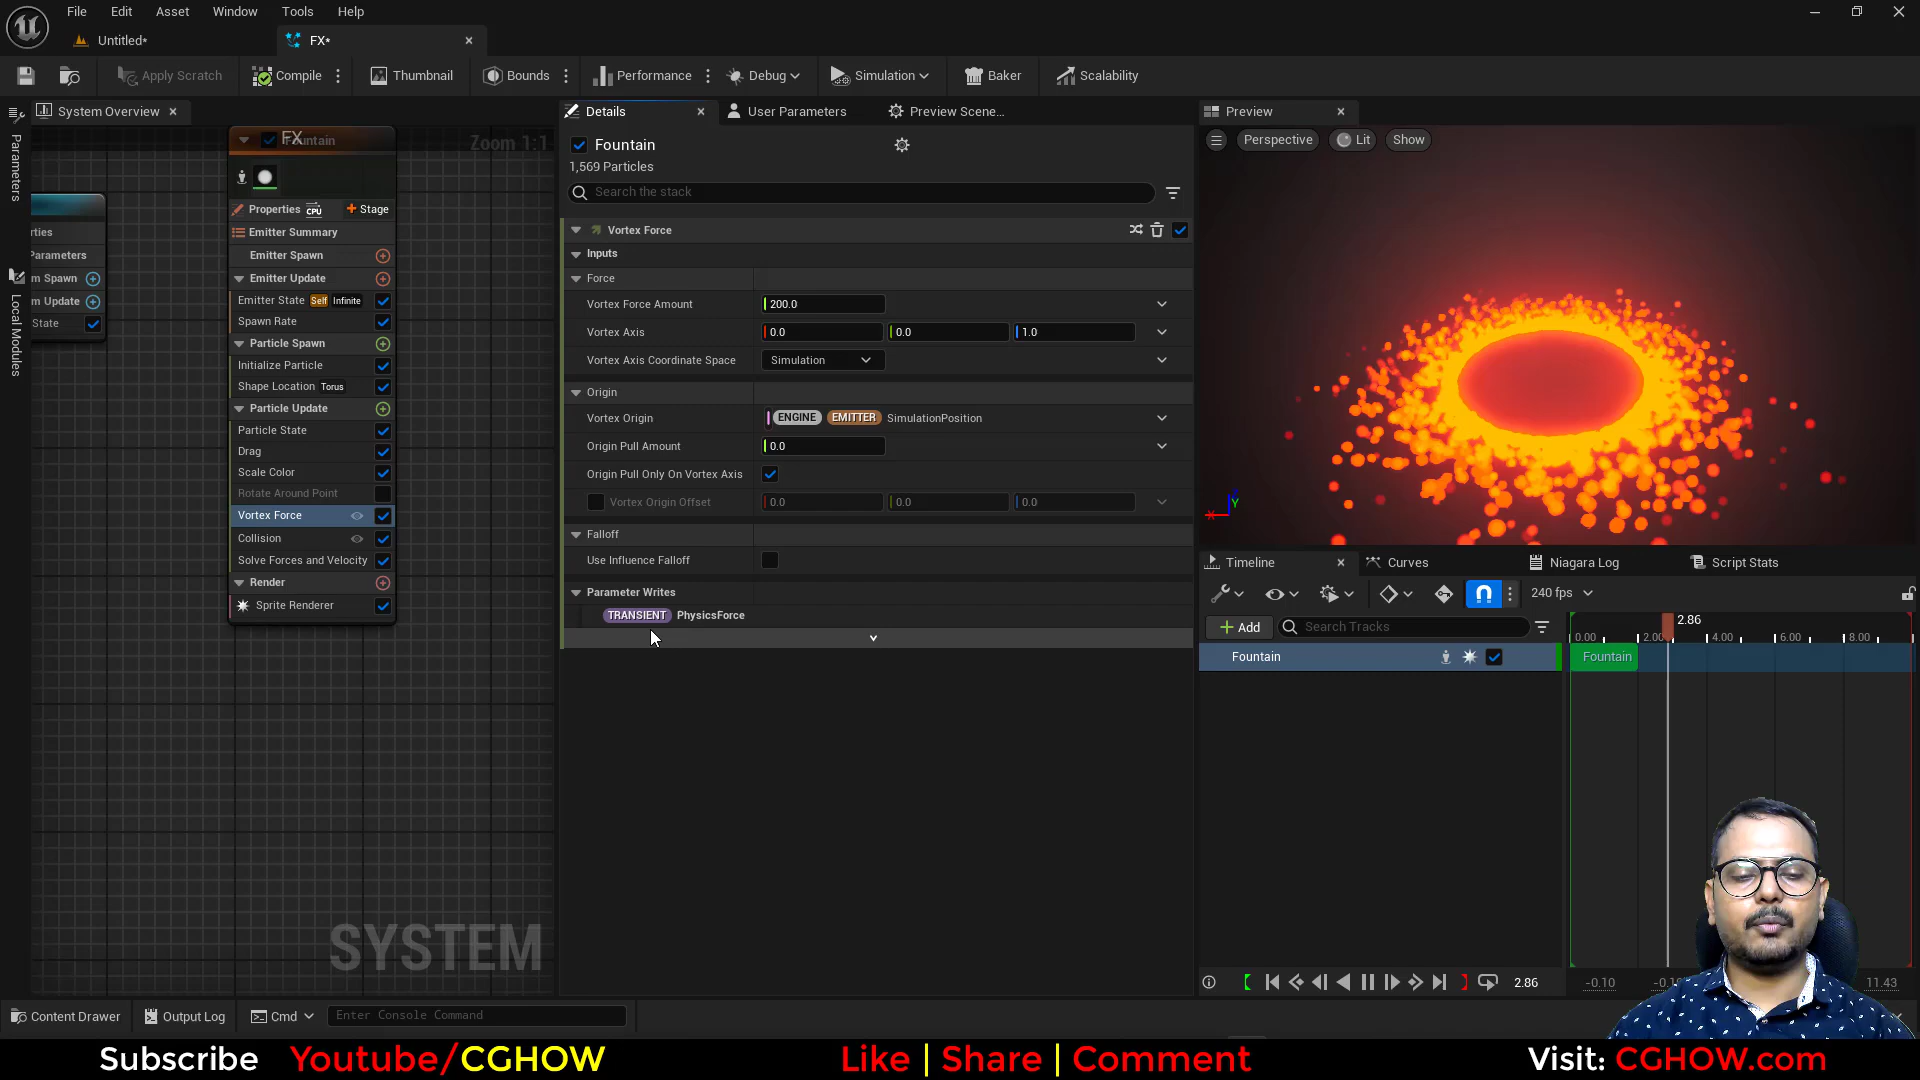 File Edit Asset Window Tools Help
Untitled* FX*
Apply Scratch Compile Thumbnail Bounds Performance Debug Simulation Baker Scalability
System Overview Details User Parameters Preview Scene... Preview
Parameters
Local Modules
FX
Fountain
Zoom 1:1
Properties CPU Stage
Emitter Summary
Emitter Spawn
Emitter Update
Emitter State Self Infinite
Spawn Rate
Particle Spawn
Initialize Particle
Shape Location Torus
Particle Update
Particle State
Drag
Scale Color
Rotate Around Point
Vortex Force
Collision
Solve Forces and Velocity
Render
Sprite Renderer
rties
Parameters
m Spawn
m Update
State
SYSTEM
Fountain
1,569 Particles
Search the stack
Vortex Force
Inputs
Force
Vortex Force Amount 200.0
Vortex Axis 0.0 0.0 1.0
Vortex Axis Coordinate Space Simulation
Origin
Vortex Origin ENGINE EMITTER SimulationPosition
Origin Pull Amount 0.0
Origin Pull Only On Vortex Axis
Vortex Origin Offset 0.0 0.0 0.0
Falloff
Use Influence Falloff
Parameter Writes
TRANSIENT PhysicsForce
Perspective Lit Show
X Y
Timeline Curves Niagara Log Script Stats
240 fps
Add Search Tracks
2.86
0.00 2.00 4.00 6.00 8.00
Fountain Fountain
2.86 -0.10 11.43
Content Drawer Output Log Cmd Enter Console Command
Subscribe Youtube/CGHOW Like | Share | Comment Visit: CGHOW.com